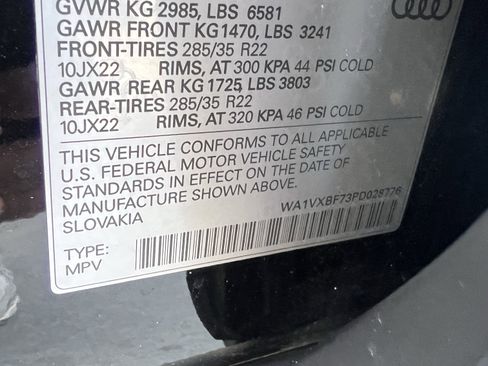 GVWR KG 2985, LBS 6581
GAWR FRONT KG1470, LBS 3241
FRONT-TIRES 285/35 R22
10JX22 RIMS, AT 300 KPA 44 PSI COLD
GAWR REAR KG 1725, LBS 3803
REAR-TIRES 285/35 R22
10JX22 RIMS, AT 320 KPA 46 PSI COLD
THIS VEHICLE CONFORMS TO ALL APPLICABLE
U.S. FEDERAL MOTOR VEHICLE SAFETY
STANDARDS IN EFFECT ON THE DATE OF
MANUFACTURE SHOWN ABOVE.
SLOVAKIA
WA1VXBF73PD028776
TYPE:
MPV